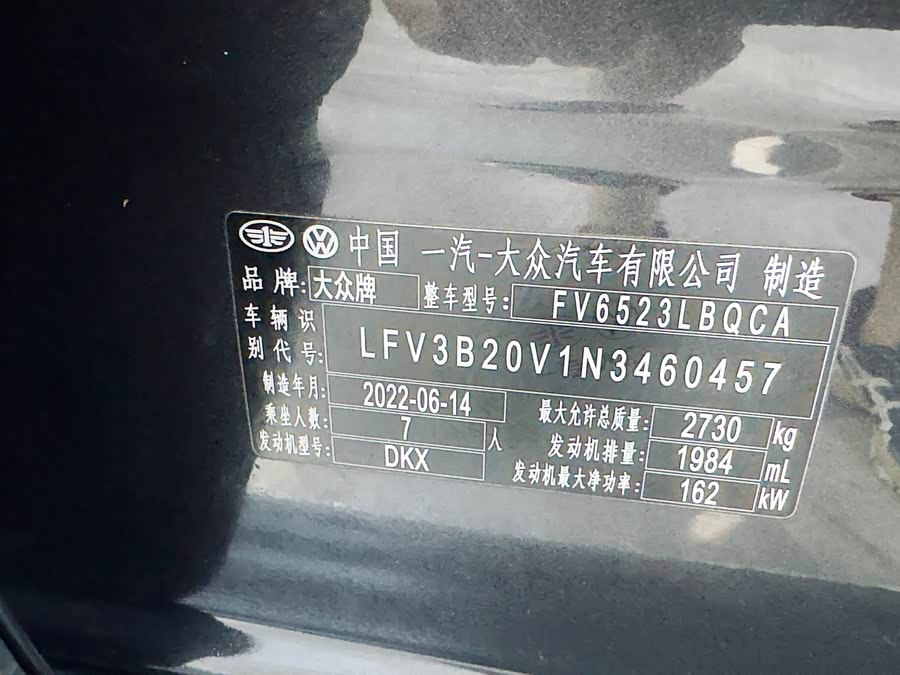 中国 一汽-大众汽车有限公司 制造
品牌: 大众牌 整车型号: FV6523LBQCA
车辆识别代号: LFV3B20V1N3460457
制造年月: 2022-06-14 最大允许总质量: 2730 kg
乘坐人数: 7 人 发动机排量: 1984 mL
发动机型号: DKX 发动机最大净功率: 162 kW